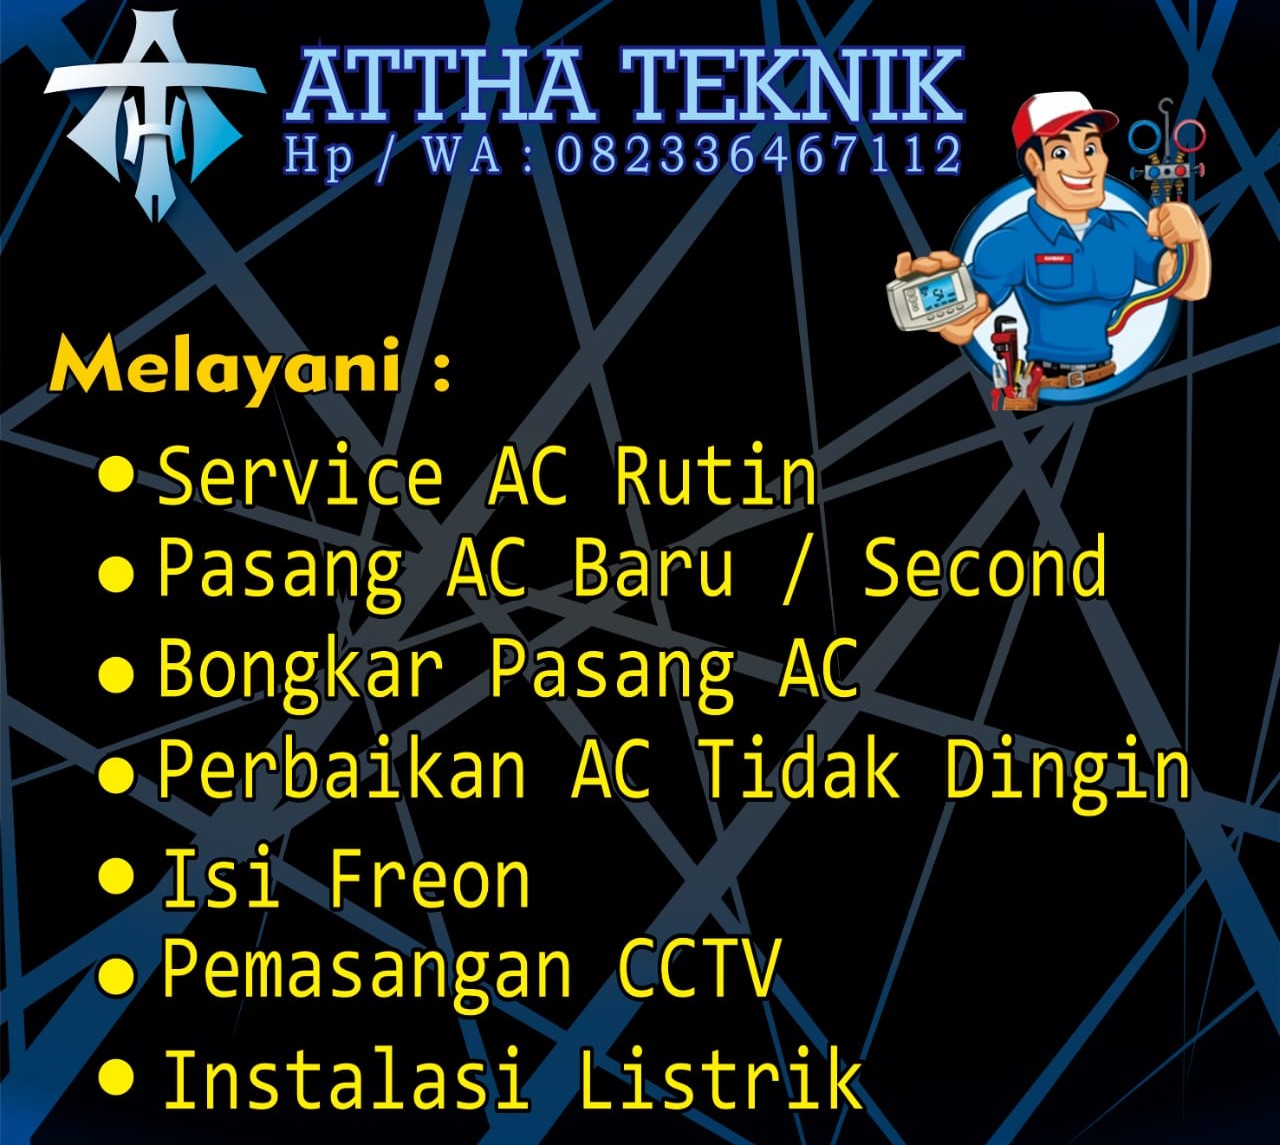 ATTHA TEKNIK
Hp / WA : 082336467112
Melayani :
Service AC Rutin
Pasang AC Baru / Second
Bongkar Pasang AC
Perbaikan AC Tidak Dingin
Isi Freon
Pemasangan CCTV
Instalasi Listrik